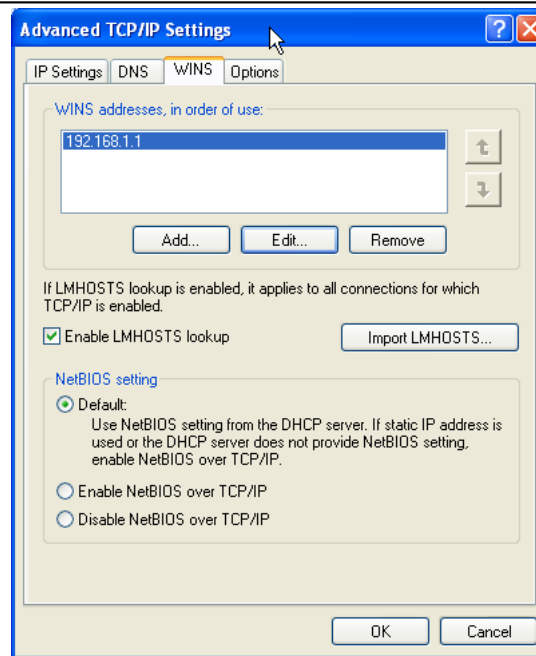 Advanced TCP/IP Settings
IP Settings DNS WINS Options
WINS addresses, in order of use:
192.168.1.1
Add... Edit... Remove
If LMHOSTS lookup is enabled, it applies to all connections for which
TCP/IP is enabled.
Enable LMHOSTS lookup Import LMHOSTS...
NetBIOS setting
Default:
Use NetBIOS setting from the DHCP server. If static IP address is
used or the DHCP server does not provide NetBIOS setting,
enable NetBIOS over TCP/IP.
Enable NetBIOS over TCP/IP
Disable NetBIOS over TCP/IP
OK Cancel